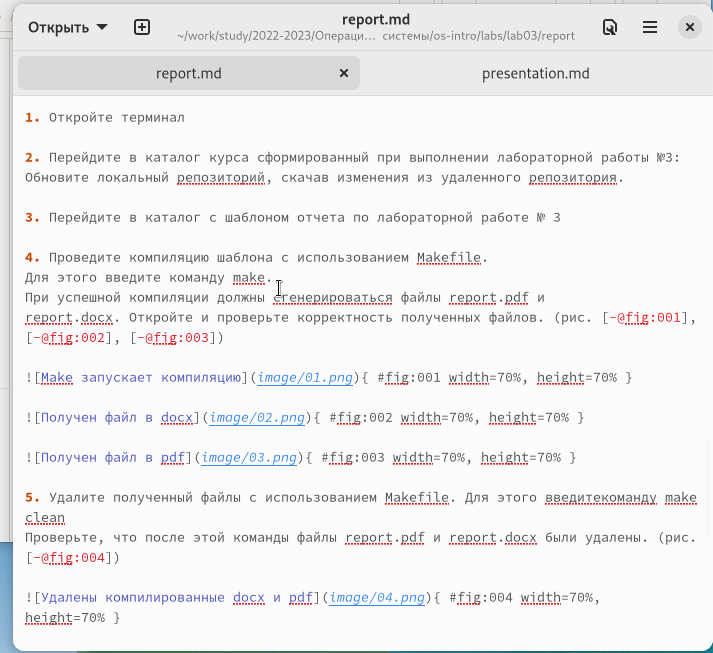 Открыть
report.md
~/work/study/2022-2023/Операци… системы/os-intro/labs/lab03/report
report.md
presentation.md
1. Откройте терминал
2. Перейдите в каталог курса сформированный при выполнении лабораторной работы №3:
Обновите локальный репозиторий, скачав изменения из удаленного репозитория.
3. Перейдите в каталог с шаблоном отчета по лабораторной работе № 3
4. Проведите компиляцию шаблона с использованием Makefile.
Для этого введите команду make.
При успешной компиляции должны сгенерироваться файлы report.pdf и
report.docx. Откройте и проверьте корректность полученных файлов. (рис. [-@fig:001],
[-@fig:002], [-@fig:003])
![Make запускает компиляцию](image/01.png){ #fig:001 width=70%, height=70% }
![Получен файл в docx](image/02.png){ #fig:002 width=70%, height=70% }
![Получен файл в pdf](image/03.png){ #fig:003 width=70%, height=70% }
5. Удалите полученный файлы с использованием Makefile. Для этого введитекоманду make
clean
Проверьте, что после этой команды файлы report.pdf и report.docx были удалены. (рис.
[-@fig:004])
![Удалены компилированные docx и pdf](image/04.png){ #fig:004 width=70%,
height=70% }